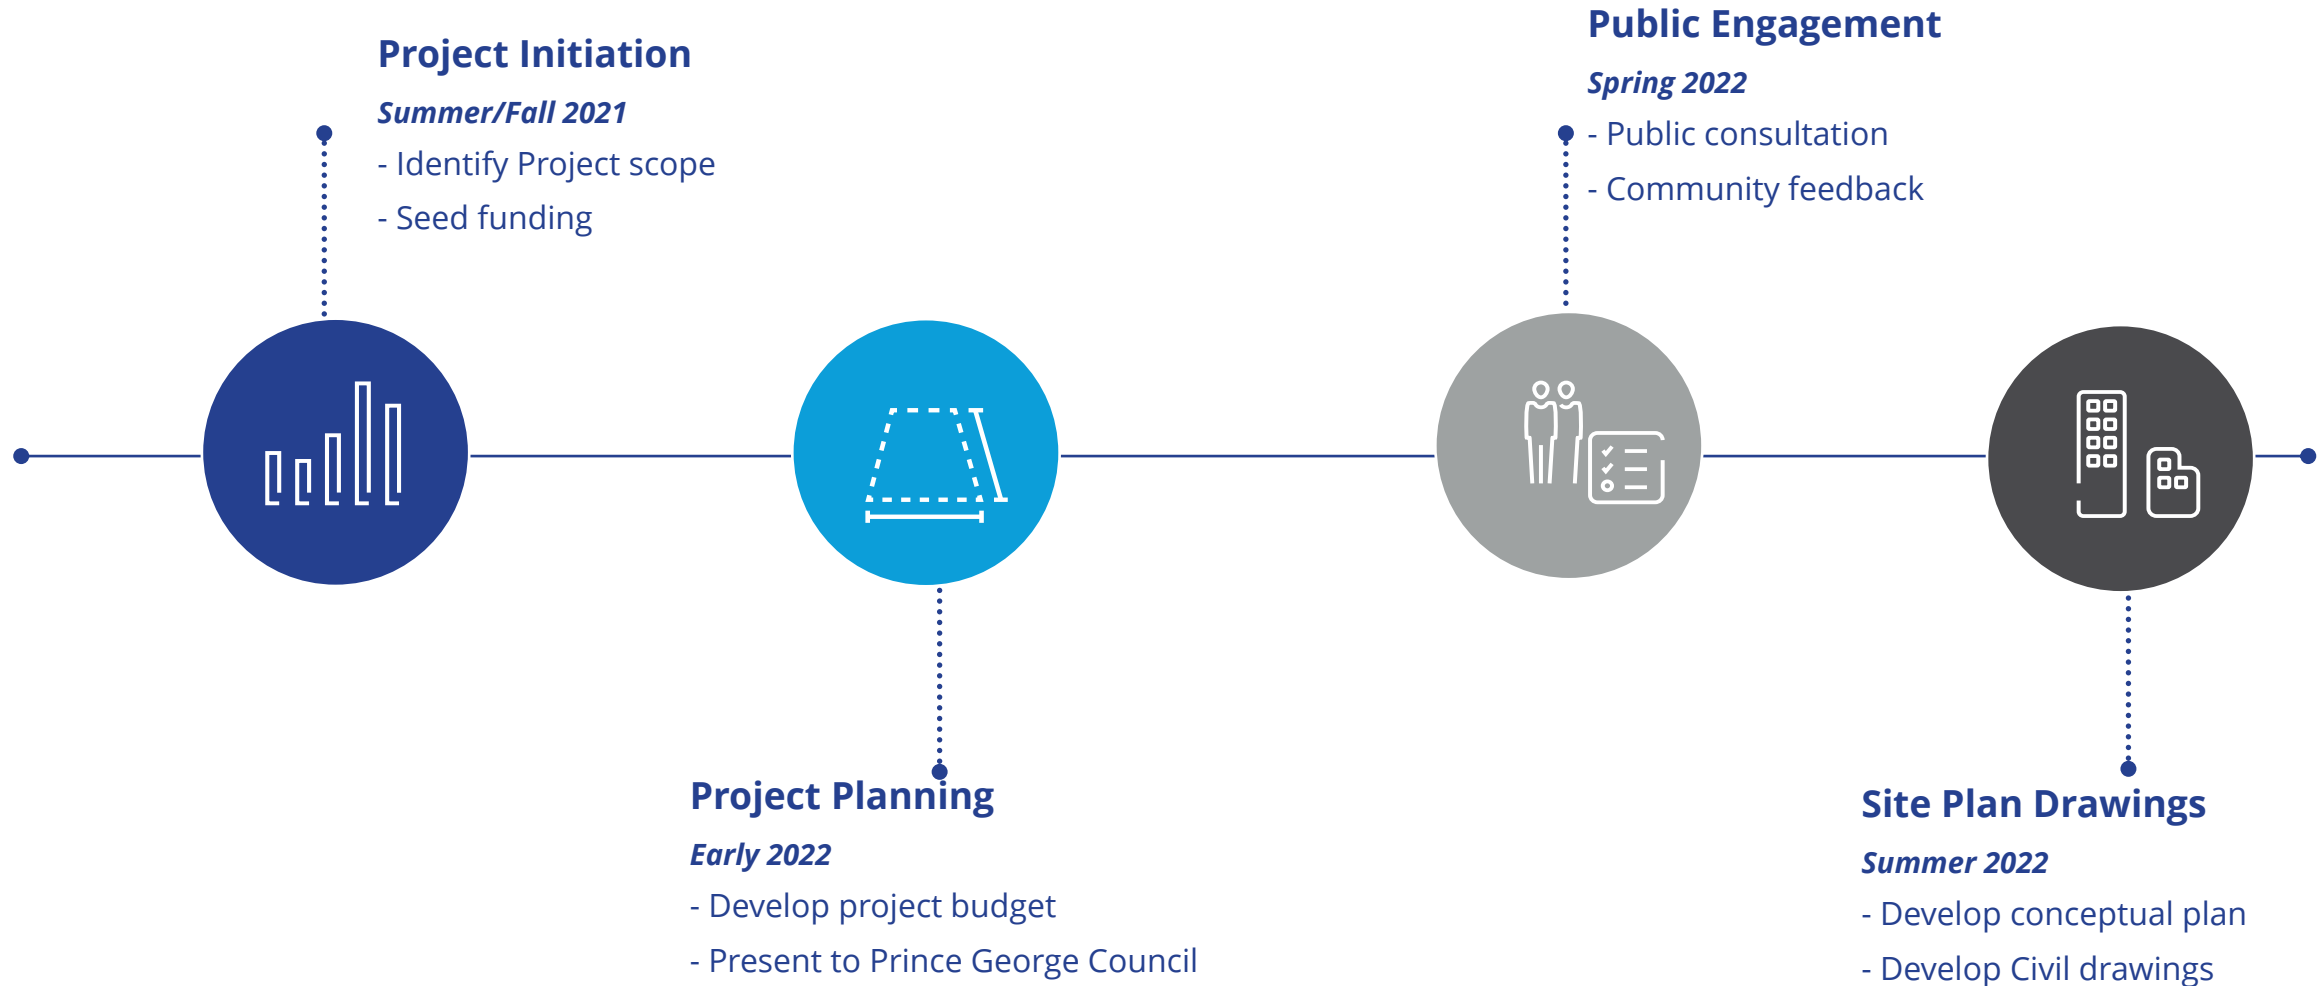 Project Initiation
Summer/Fall 2021
- Identify Project scope
- Seed funding
Project Planning
Early 2022
- Develop project budget
- Present to Prince George Council
Public Engagement
Spring 2022
- Public consultation
- Community feedback
Site Plan Drawings
Summer 2022
- Develop conceptual plan
- Develop Civil drawings